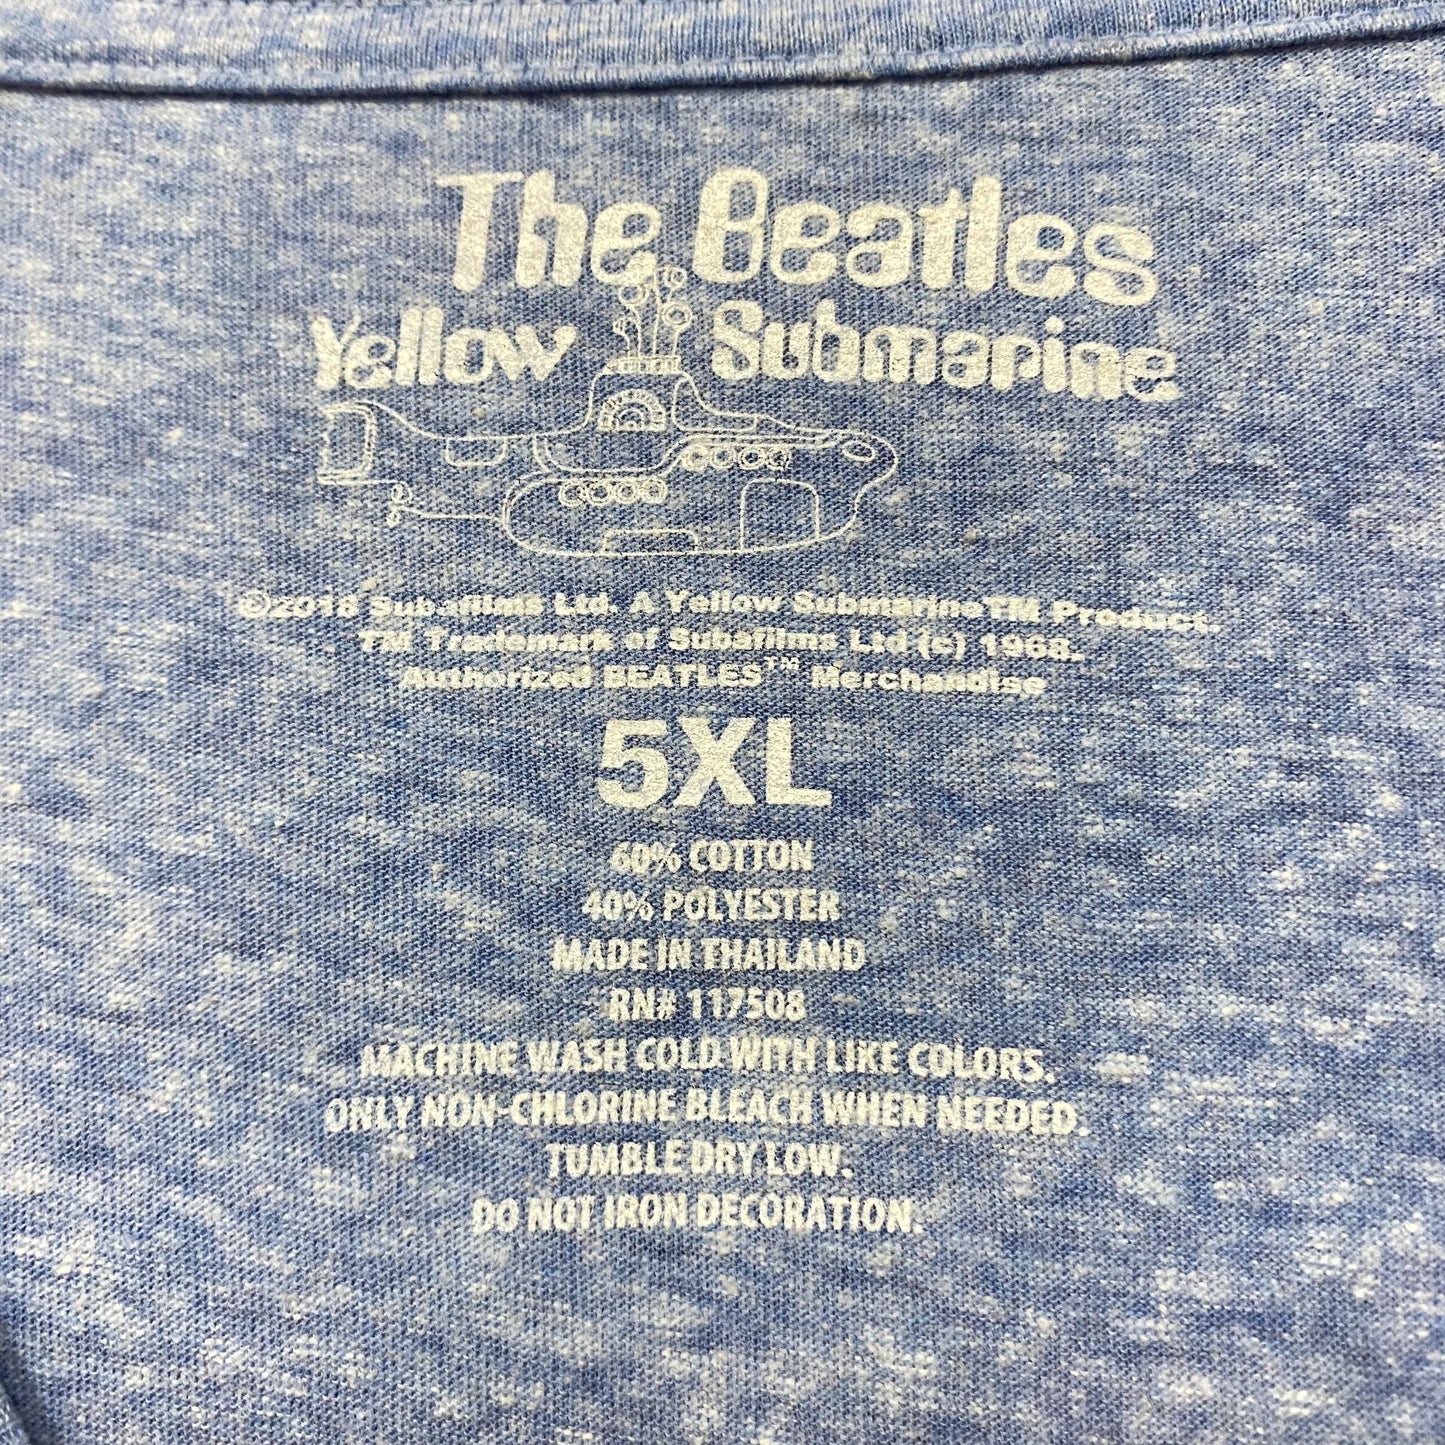 The Beatles
Yellow Submarine
©2018 Subafilms Ltd. A Yellow Submarine™ Product.
TM Trademark of Subafilms Ltd (c) 1968.
Authorized BEATLES™ Merchandise
5XL
60% COTTON
40% POLYESTER
MADE IN THAILAND
RN# 117508
MACHINE WASH COLD WITH LIKE COLORS.
ONLY NON-CHLORINE BLEACH WHEN NEEDED.
TUMBLE DRY LOW.
DO NOT IRON DECORATION.